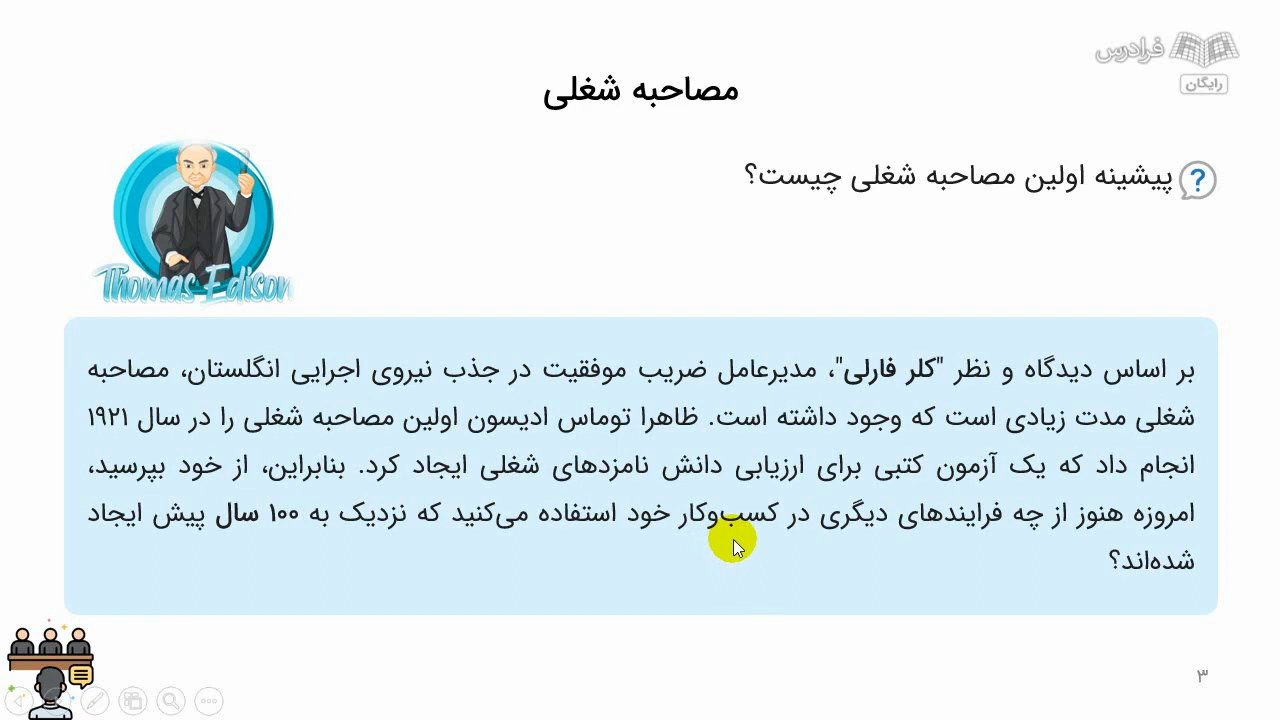 فرادرس
رایگان
مصاحبه شغلی
پیشینه اولین مصاحبه شغلی چیست؟
Thomas Edison
بر اساس دیدگاه و نظر "کلر فارلی"، مدیرعامل ضریب موفقیت در جذب نیروی اجرایی انگلستان، مصاحبه
شغلی مدت زیادی است که وجود داشته است. ظاهرا توماس ادیسون اولین مصاحبه شغلی را در سال ۱۹۲۱
انجام داد که یک آزمون کتبی برای ارزیابی دانش نامزدهای شغلی ایجاد کرد. بنابراین، از خود بپرسید،
امروزه هنوز از چه فرایندهای دیگری در کسب‌وکار خود استفاده می‌کنید که نزدیک به ۱۰۰ سال پیش ایجاد
شده‌اند؟
۳